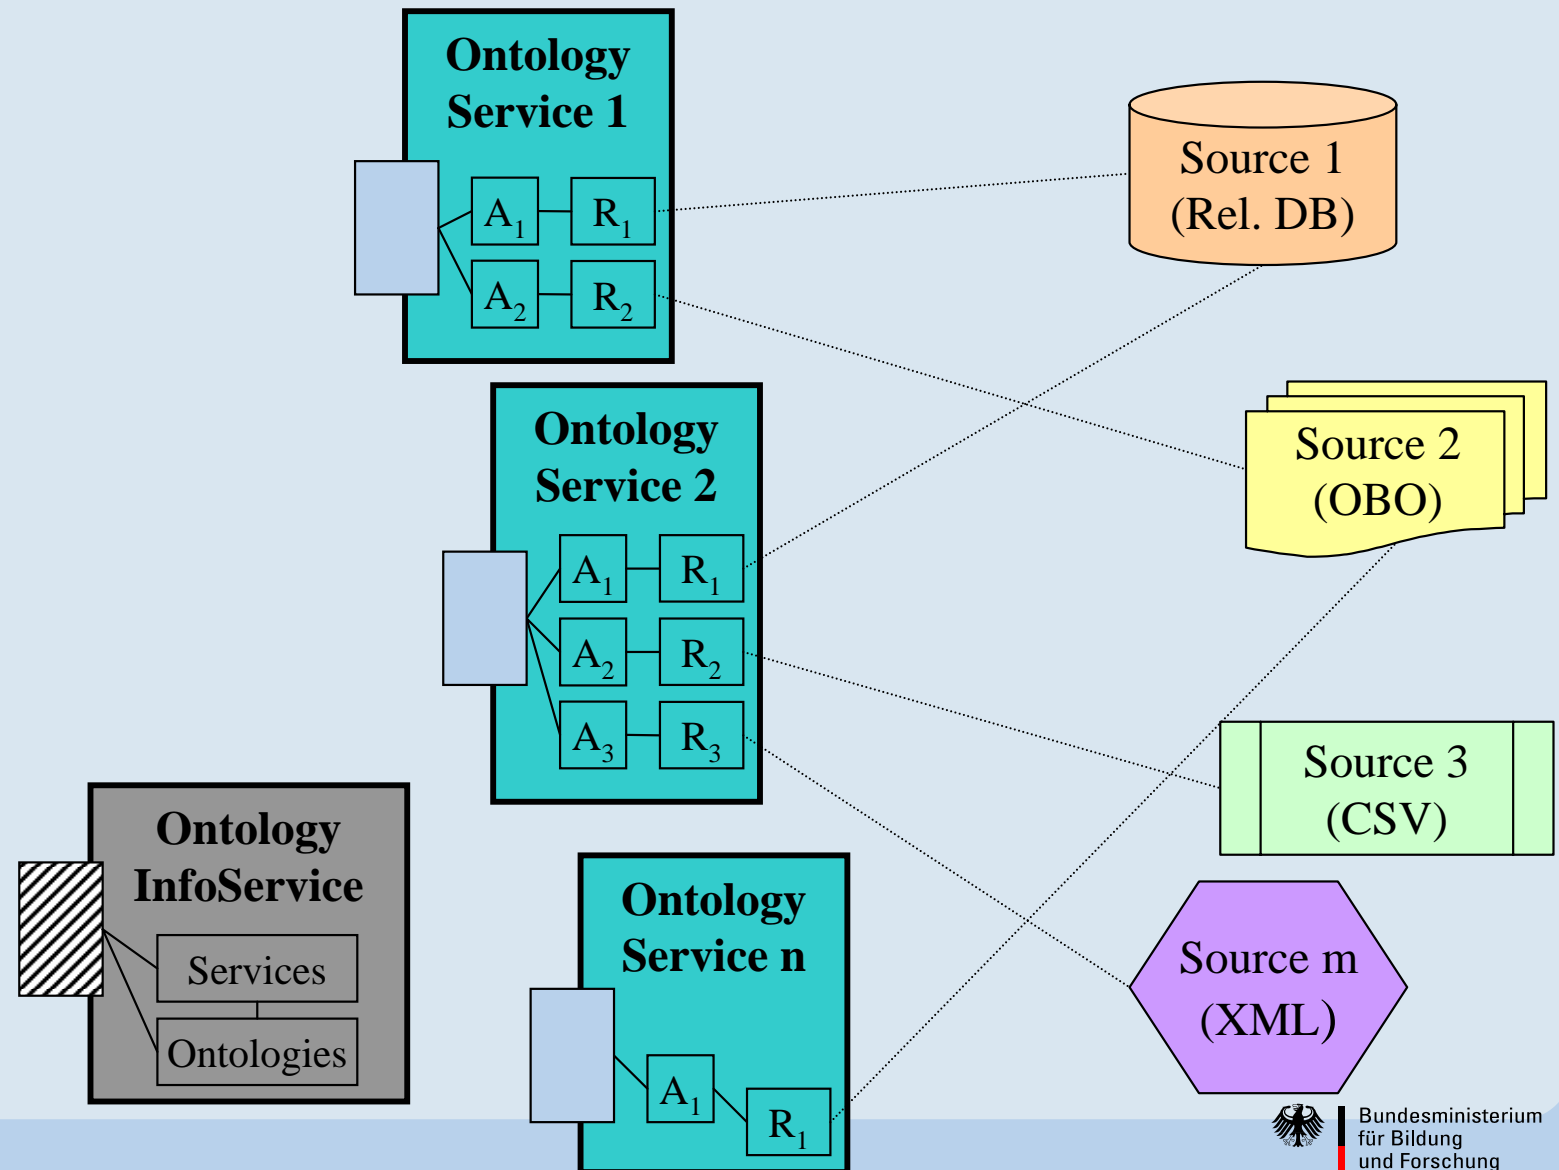 Ontology
Service 1
A1
R1
A2
R2
Source 1
(Rel. DB)
Ontology
Service 2
A1
R1
A2
R2
A3
R3
Source 2
(OBO)
Source 3
(CSV)
Ontology
InfoService
Services
Ontologies
Ontology
Service n
A1
R1
Source m
(XML)
Bundesministerium
für Bildung
und Forschung